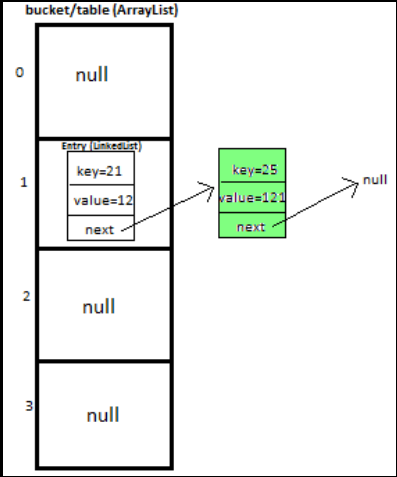 bucket/table (ArrayList)
0
null
Entry (LinkedList)
1
key=21
value=12
next
key=25
value=121
next
null
2
null
3
null